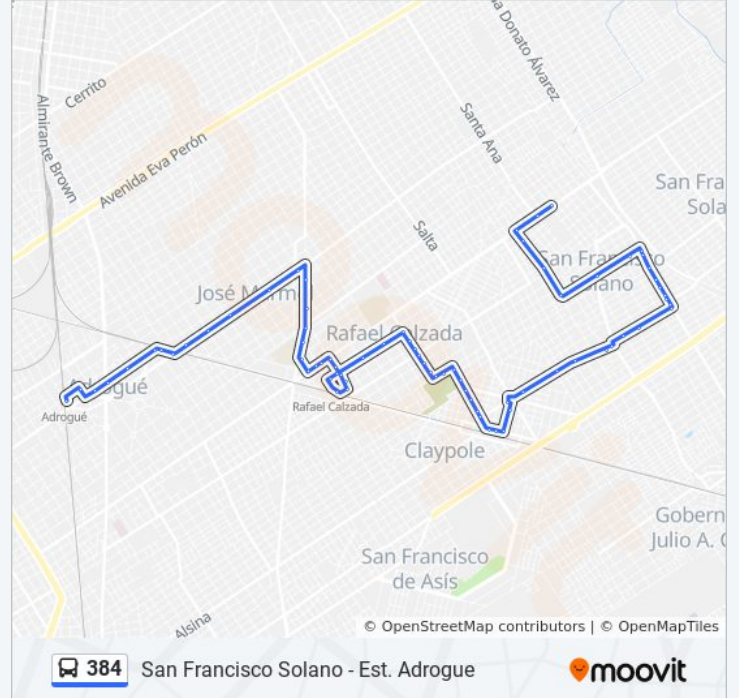 na Donato Álvarez
Cerrito
Almirante Brown
Santa Ana
Avenida Eva Perón
San Fra
Sola
Salta
San Francisco
Solano
José Mármol
Rafael Calzada
Adrogué
Adrogué
Rafael Calzada
Claypole
Gobern
Julio A.
San Francisco
de Asís
Alsina
© OpenStreetMap contributors | © OpenMapTiles
384 San Francisco Solano - Est. Adrogue
moovit